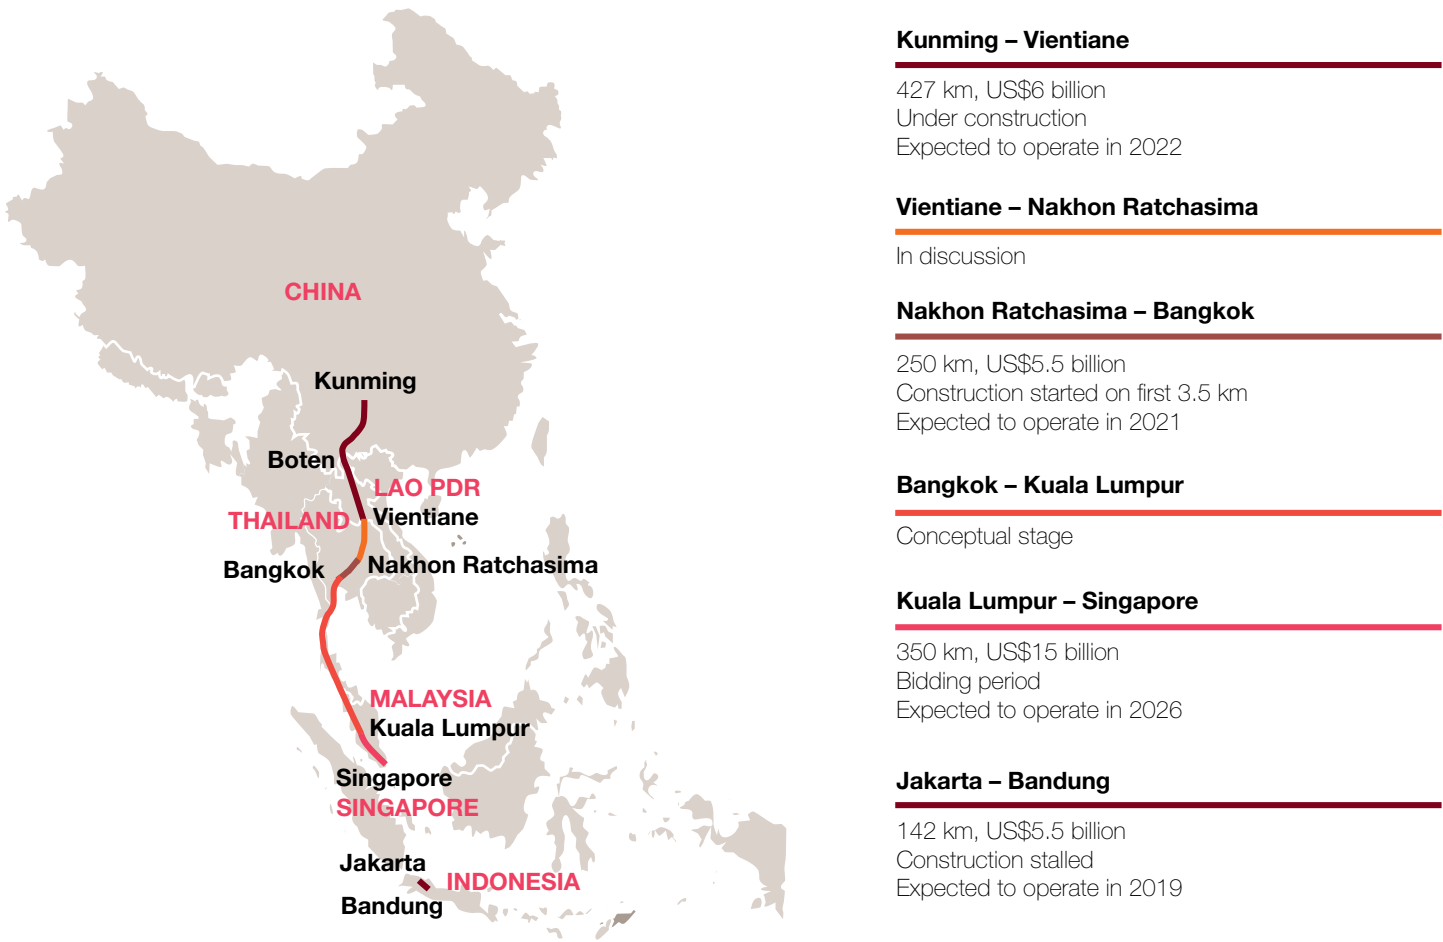 CHINA
Kunming
Boten
LAO PDR
THAILAND
Vientiane
Bangkok
Nakhon Ratchasima
MALAYSIA
Kuala Lumpur
Singapore
SINGAPORE
Jakarta
INDONESIA
Bandung
Kunming – Vientiane
427 km, US$6 billion
Under construction
Expected to operate in 2022
Vientiane – Nakhon Ratchasima
In discussion
Nakhon Ratchasima – Bangkok
250 km, US$5.5 billion
Construction started on first 3.5 km
Expected to operate in 2021
Bangkok – Kuala Lumpur
Conceptual stage
Kuala Lumpur – Singapore
350 km, US$15 billion
Bidding period
Expected to operate in 2026
Jakarta – Bandung
142 km, US$5.5 billion
Construction stalled
Expected to operate in 2019